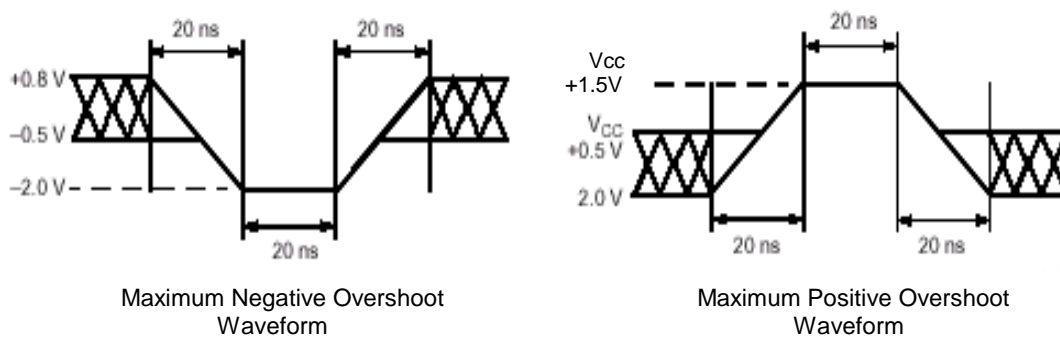 20 ns
20 ns
+0.8 V
–0.5 V
–2.0 V
20 ns
Maximum Negative Overshoot
Waveform
20 ns
Vcc
+1.5V
VCC
+0.5 V
2.0 V
20 ns
20 ns
Maximum Positive Overshoot
Waveform